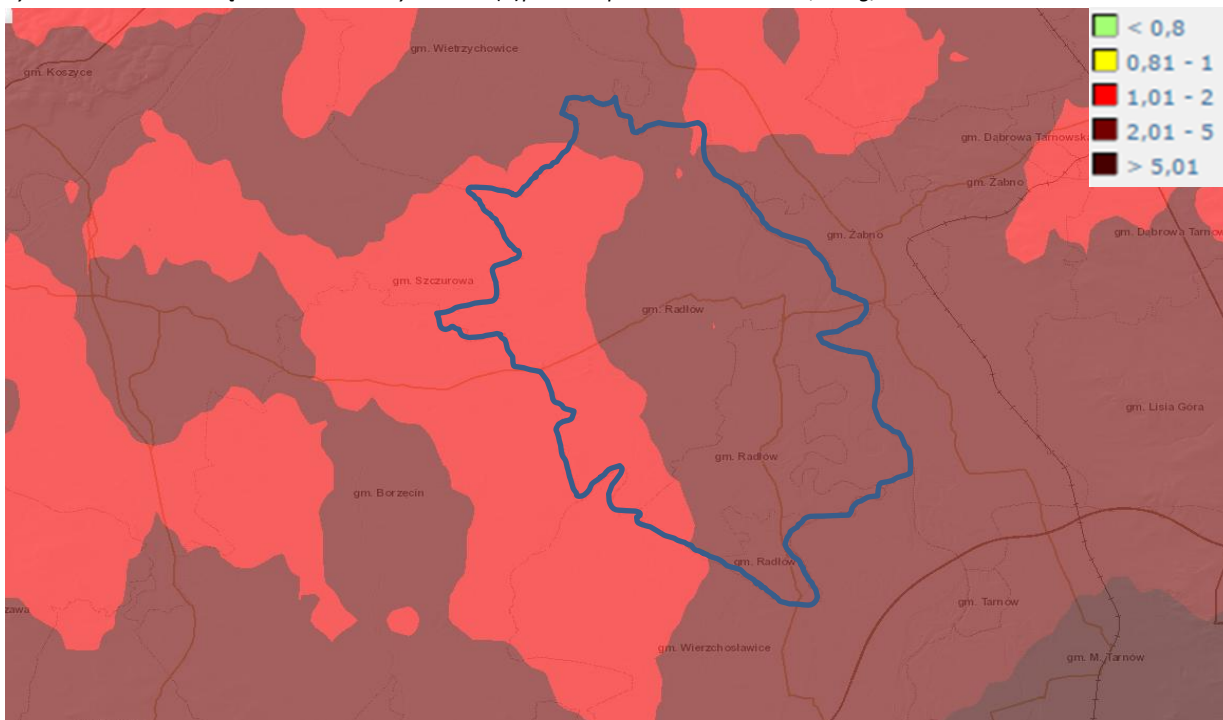 < 0,8
0,81 - 1
1,01 - 2
2,01 - 5
> 5,01
gm. Wietrzychowice
gm. Koszyce
gm. Dąbrowa Tarnowska
gm. Żabno
gm. Żabno
gm. Dąbrowa Tarnow
gm. Szczurowa
gm. Radłów
gm. Lisia Góra
gm. Radłów
gm. Borzęcin
gm. Radłów
gm. Tarnów
zawa
gm. Wierzchosławice
gm. M. Tarnów